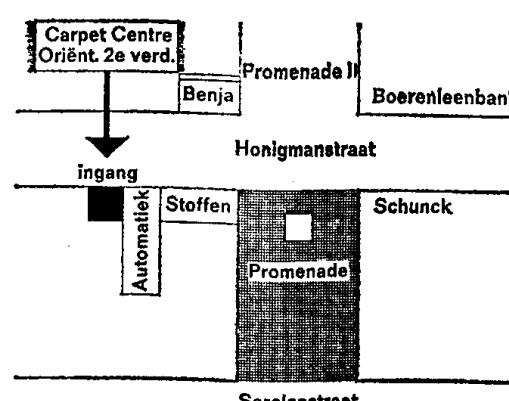 Carpet Centre
Oriënt. 2e verd.
Promenade II
Benja
Boerenleenban
Honigmanstraat
ingang
Automatiek
Stoffen
Schunck
Promenade